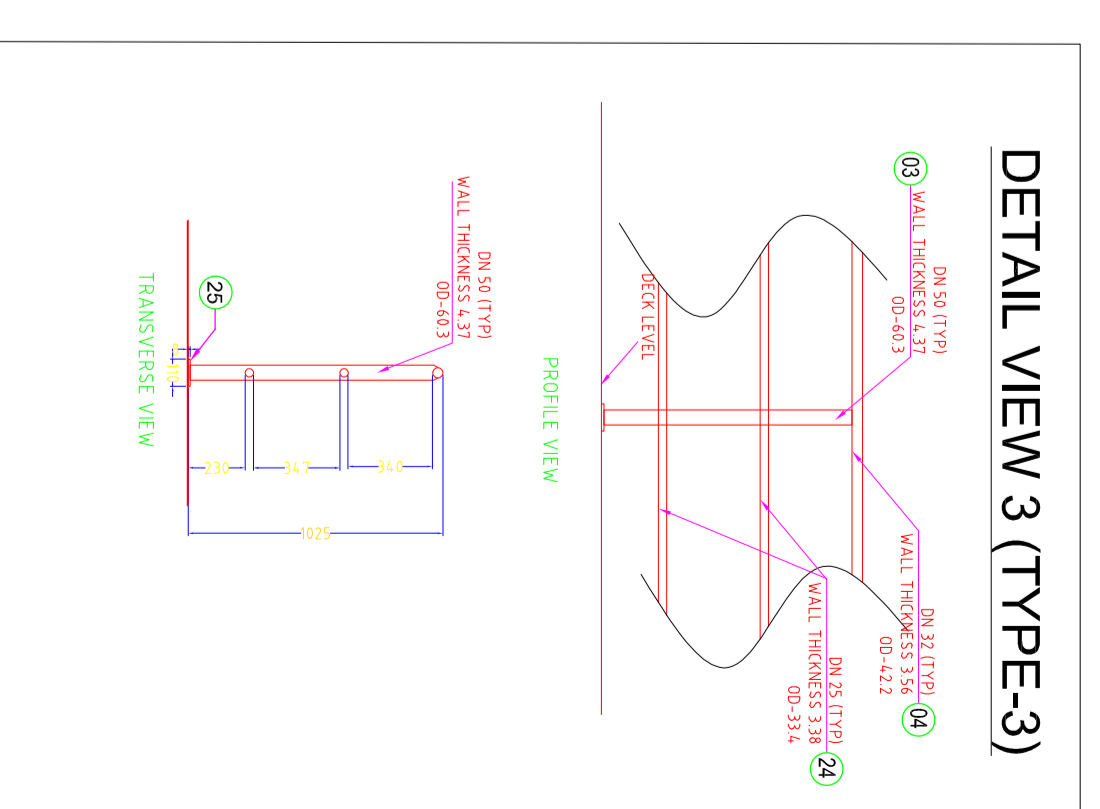 DETAIL VIEW 3 (TYPE-3)
03
DN 50 (TYP)
WALL THICKNESS 4.37
OD-60.3
DN 32 (TYP)
WALL THICKNESS 3.56
OD-42.2
04
DN 25 (TYP)
WALL THICKNESS 3.38
OD-33.4
24
DECK LEVEL
PROFILE VIEW
DN 50 (TYP)
WALL THICKNESS 4.37
OD-60.3
25
110
230
347
340
1025
TRANSVERSE VIEW